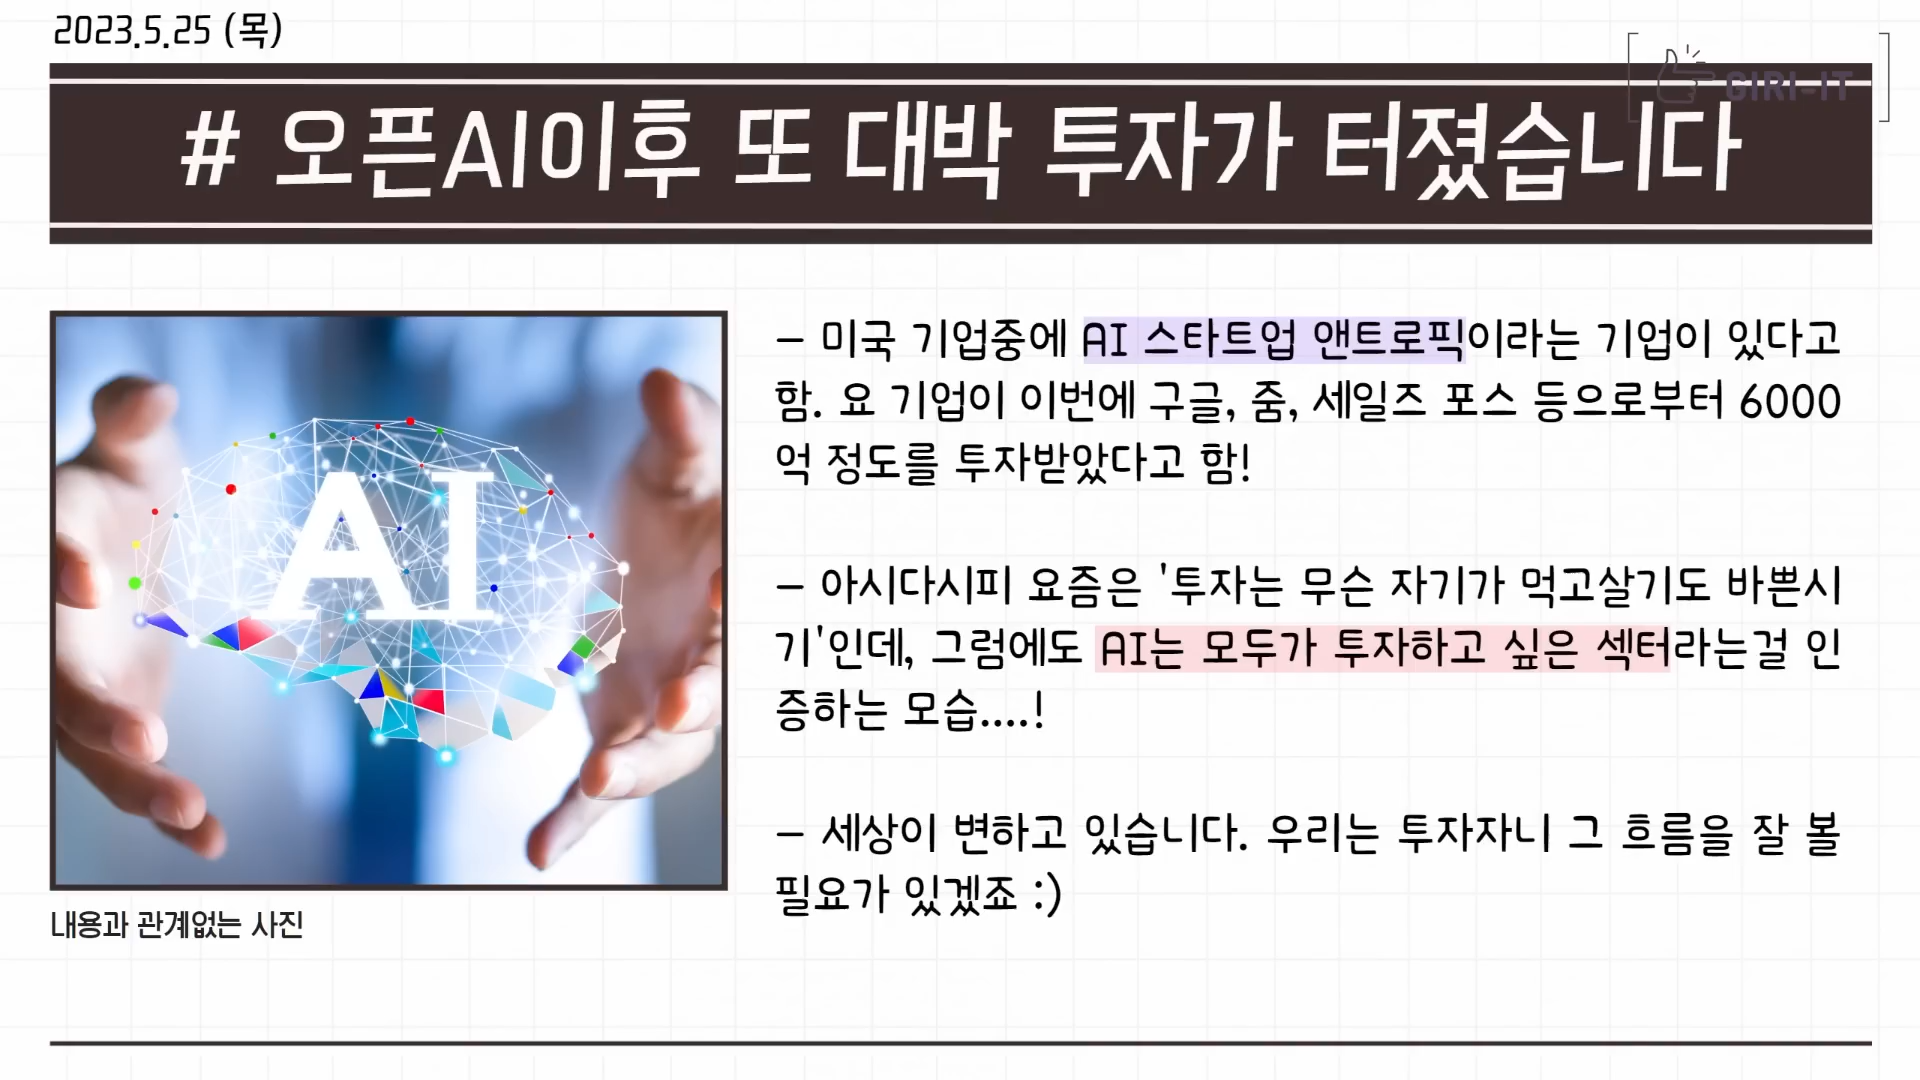 2023.5.25 (목)
GIRI-IT
# 오픈AI이후 또 대박 투자가 터졌습니다
AI
- 미국 기업중에 AI 스타트업 앤트로픽이라는 기업이 있다고
함. 요 기업이 이번에 구글, 줌, 세일즈 포스 등으로부터 6000
억 정도를 투자받았다고 함!
- 아시다시피 요즘은 '투자는 무슨 자기가 먹고살기도 바쁜시
기'인데, 그럼에도 AI는 모두가 투자하고 싶은 섹터라는걸 인
증하는 모습....!
- 세상이 변하고 있습니다. 우리는 투자자니 그 흐름을 잘 볼
필요가 있겠죠 :)
내용과 관계없는 사진